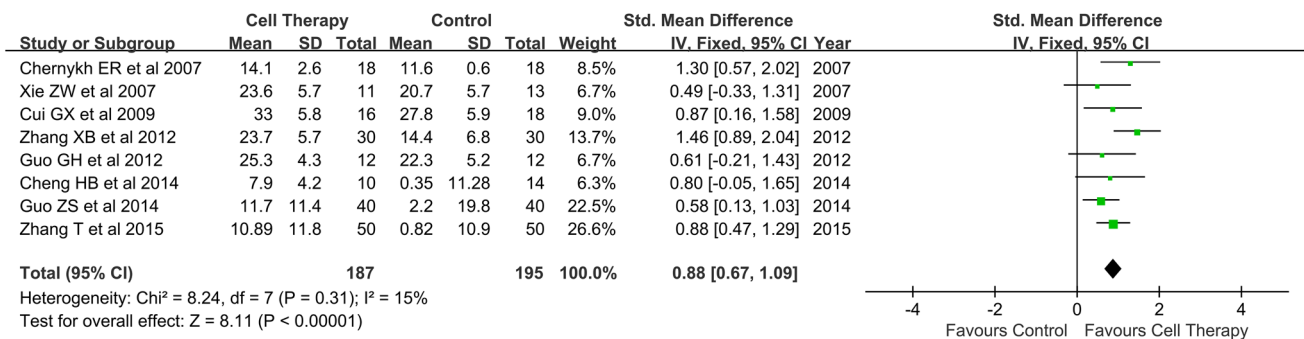 Cell Therapy Control Std. Mean Difference Std. Mean Difference
Study or Subgroup Mean SD Total Mean SD Total Weight IV, Fixed, 95% CI Year IV, Fixed, 95% CI
Chernykh ER et al 2007 14.1 2.6 18 11.6 0.6 18 8.5% 1.30 [0.57, 2.02] 2007
Xie ZW et al 2007 23.6 5.7 11 20.7 5.7 13 6.7% 0.49 [-0.33, 1.31] 2007
Cui GX et al 2009 33 5.8 16 27.8 5.9 18 9.0% 0.87 [0.16, 1.58] 2009
Zhang XB et al 2012 23.7 5.7 30 14.4 6.8 30 13.7% 1.46 [0.89, 2.04] 2012
Guo GH et al 2012 25.3 4.3 12 22.3 5.2 12 6.7% 0.61 [-0.21, 1.43] 2012
Cheng HB et al 2014 7.9 4.2 10 0.35 11.28 14 6.3% 0.80 [-0.05, 1.65] 2014
Guo ZS et al 2014 11.7 11.4 40 2.2 19.8 40 22.5% 0.58 [0.13, 1.03] 2014
Zhang T et al 2015 10.89 11.8 50 0.82 10.9 50 26.6% 0.88 [0.47, 1.29] 2015
Total (95% CI) 187 195 100.0% 0.88 [0.67, 1.09]
Heterogeneity: Chi² = 8.24, df = 7 (P = 0.31); I² = 15%
Test for overall effect: Z = 8.11 (P < 0.00001)
-4 -2 0 2 4
Favours Control Favours Cell Therapy